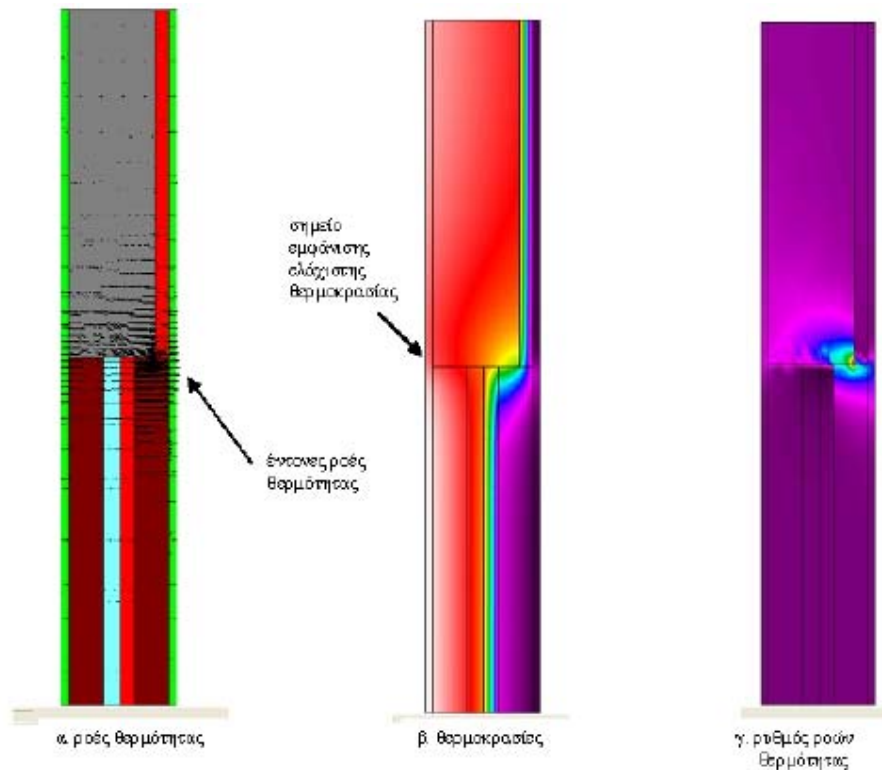 σημείο
εμφάνισης
ελάχιστης
θερμοκρασίας
έντονες ροές
θερμότητας
α. ροές θερμότητας
β. θερμοκρασίες
γ. ρυθμός ροών
θερμότητας